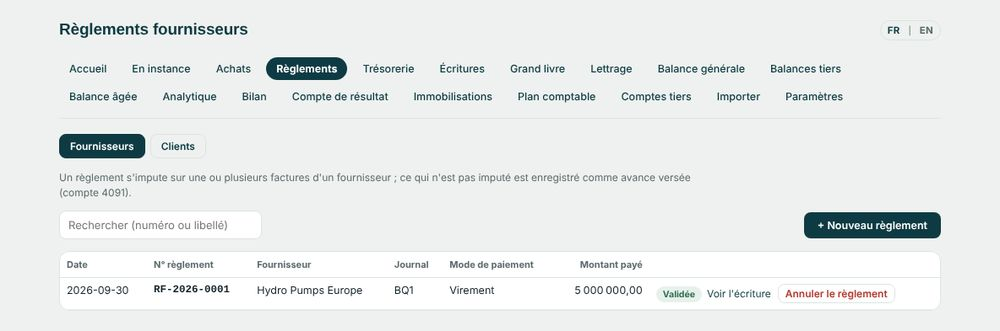 Règlements fournisseurs
FR | EN
Accueil En instance Achats Règlements Trésorerie Écritures Grand livre Lettrage Balance générale Balances tiers
Balance âgée Analytique Bilan Compte de résultat Immobilisations Plan comptable Comptes tiers Importer Paramètres
Fournisseurs Clients
Un règlement s'impute sur une ou plusieurs factures d'un fournisseur ; ce qui n'est pas imputé est enregistré comme avance versée
(compte 4091).
Rechercher (numéro ou libellé) + Nouveau règlement
Date N° règlement Fournisseur Journal Mode de paiement Montant payé
2026-09-30 RF-2026-0001 Hydro Pumps Europe BQ1 Virement 5 000 000,00 Validée Voir l'écriture Annuler le règlement